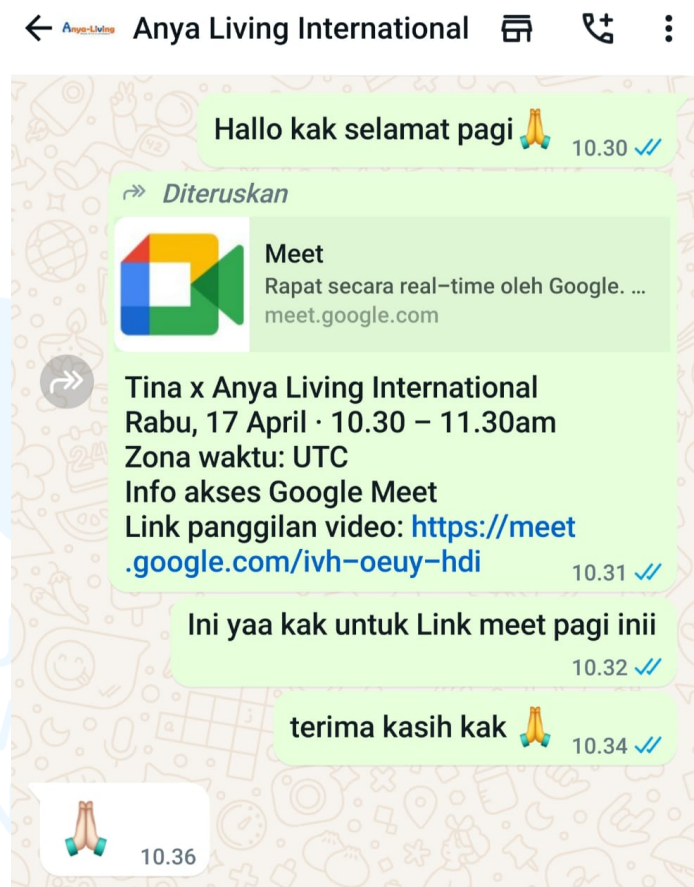 Anya-Living
Anya Living International
Hallo kak selamat pagi🙏
10.30
Diteruskan
Meet
Rapat secara real-time oleh Google. ...
meet.google.com
Tina x Anya Living International
Rabu, 17 April · 10.30 – 11.30am
Zona waktu: UTC
Info akses Google Meet
Link panggilan video: https://meet
.google.com/ivh-oeuy-hdi
10.31
Ini yaa kak untuk Link meet pagi inii
10.32
terima kasih kak 🙏
10.34
🙏
10.36